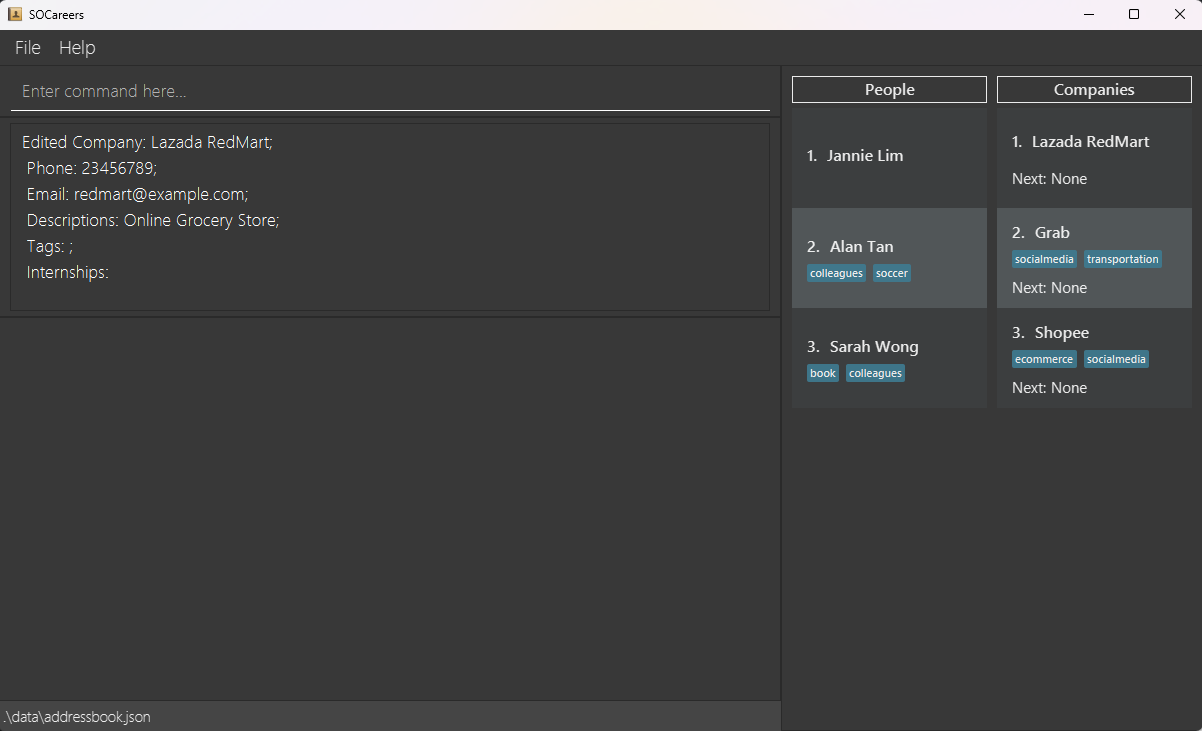 SOCareers
File Help
Enter command here...
Edited Company: Lazada RedMart;
Phone: 23456789;
Email: redmart@example.com;
Descriptions: Online Grocery Store;
Tags: ;
Internships:
People
1. Jannie Lim
2. Alan Tan
colleagues soccer
3. Sarah Wong
book colleagues
Companies
1. Lazada RedMart
Next: None
2. Grab
socialmedia transportation
Next: None
3. Shopee
ecommerce socialmedia
Next: None
.\data\addressbook.json